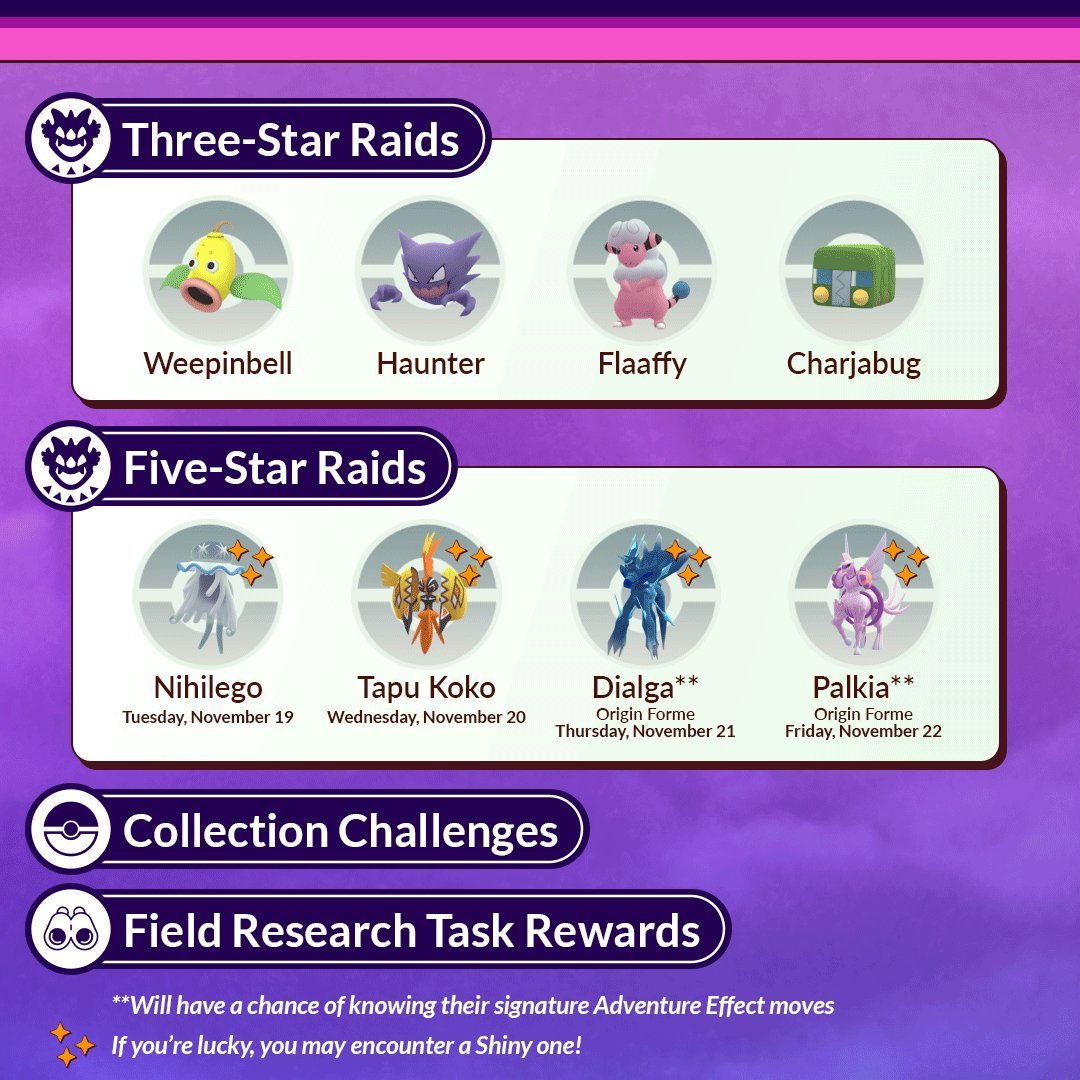 Three-Star Raids
Weepinbell
Haunter
Flaaffy
Charjabug
Five-Star Raids
Nihilego
Tuesday, November 19
Tapu Koko
Wednesday, November 20
Dialga**
Origin Forme
Thursday, November 21
Palkia**
Origin Forme
Friday, November 22
Collection Challenges
Field Research Task Rewards
**Will have a chance of knowing their signature Adventure Effect moves
If you’re lucky, you may encounter a Shiny one!